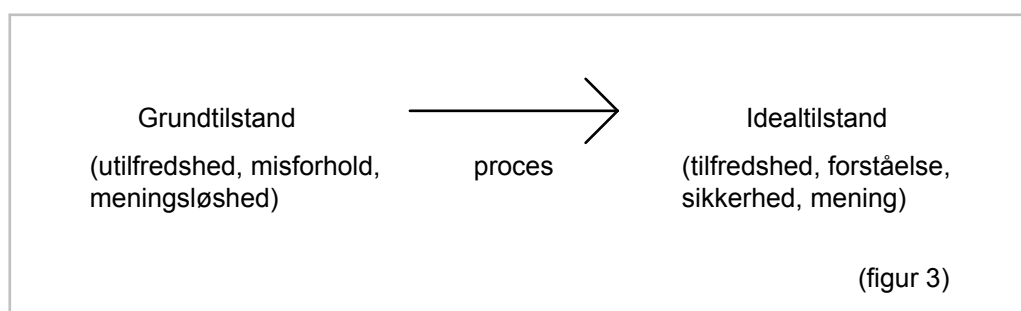 Grundtilstand
(utilfredshed, misforhold,
meningsløshed)
proces
Idealtilstand
(tilfredshed, forståelse,
sikkerhed, mening)
(figur 3)